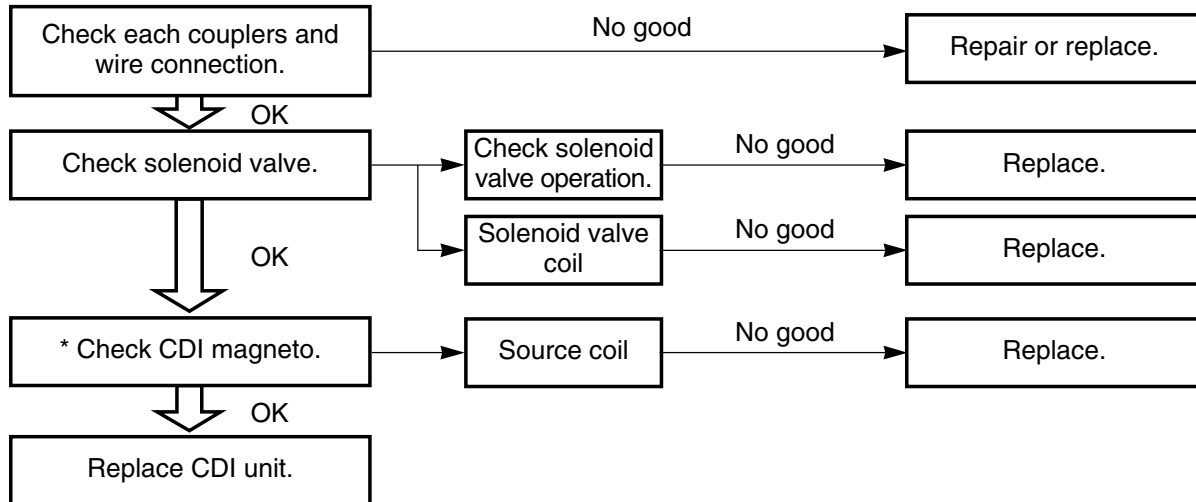 Check each couplers and
wire connection.
No good
Repair or replace.
OK
Check solenoid valve.
Check solenoid
valve operation.
No good
Replace.
Solenoid valve
coil
No good
Replace.
OK
* Check CDI magneto.
Source coil
No good
Replace.
OK
Replace CDI unit.